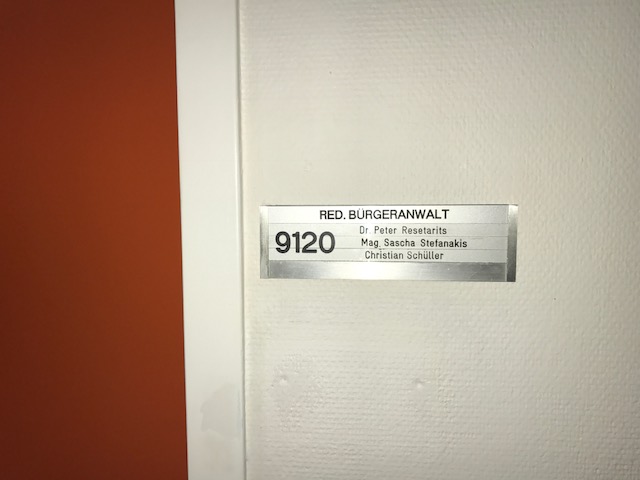 RED. BÜRGERANWALT
9120
Dr. Peter Resetarits
Mag. Sascha Stefanakis
Christian Schüller